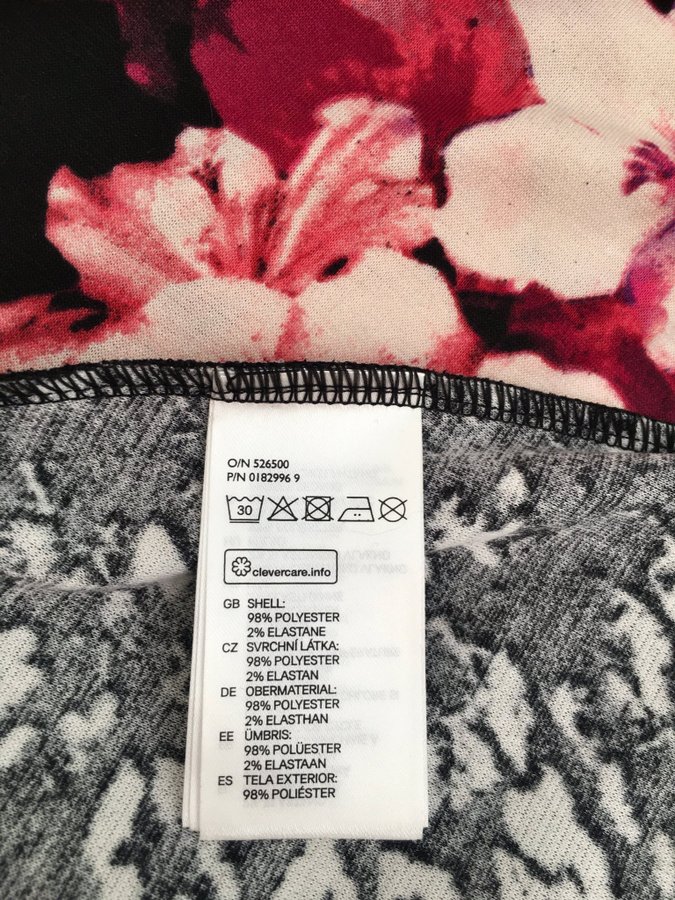 O/N 526500
P/N 0182996 9
30
clevercare.info
GB SHELL:
98% POLYESTER
2% ELASTANE
CZ SVRCHNÍ LÁTKA:
98% POLYESTER
2% ELASTAN
DE OBERMATERIAL:
98% POLYESTER
2% ELASTHAN
EE ÜMBRIS:
98% POLÜESTER
2% ELASTAAN
ES TELA EXTERIOR:
98% POLIÉSTER